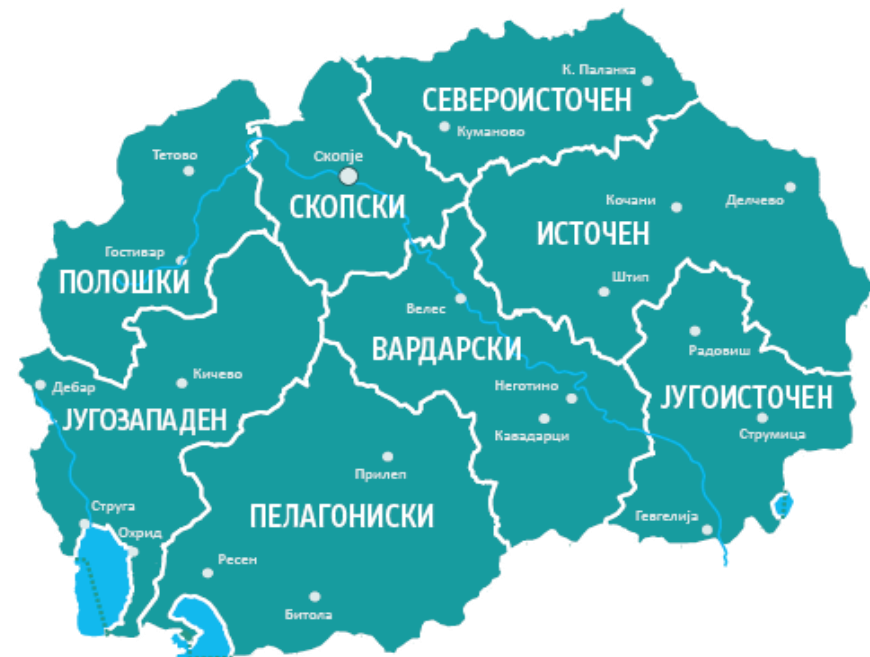 К. Паланка
СЕВЕРОИСТОЧЕН
Куманово
Тетово
Скопје
СКОПСКИ
Кочани
Делчево
ИСТОЧЕН
Гостивар
ПОЛОШКИ
Штип
Велес
ВАРДАРСКИ
Радовиш
Дебар
Кичево
Неготино
ЈУГОИСТОЧЕН
ЈУГОЗАПАДЕН
Кавадарци
Струмица
Прилеп
Струга
ПЕЛАГОНИСКИ
Гевгелија
Охрид
Ресен
Битола